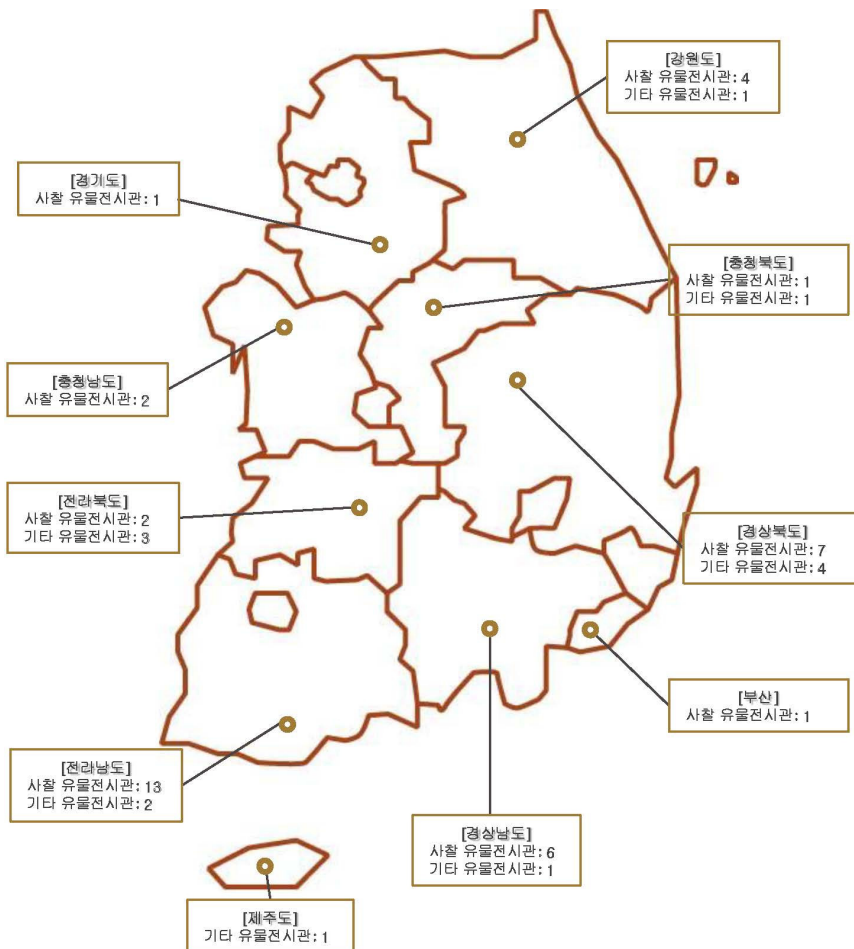 [강원도]
사찰 유물전시관: 4
기타 유물전시관: 1
[경기도]
사찰 유물전시관: 1
[충청북도]
사찰 유물전시관: 1
기타 유물전시관: 1
[충청남도]
사찰 유물전시관: 2
[전라북도]
사찰 유물전시관: 2
기타 유물전시관: 3
[경상북도]
사찰 유물전시관: 7
기타 유물전시관: 4
[부산]
사찰 유물전시관: 1
[전라남도]
사찰 유물전시관: 13
기타 유물전시관: 2
[경상남도]
사찰 유물전시관: 6
기타 유물전시관: 1
[제주도]
기타 유물전시관: 1